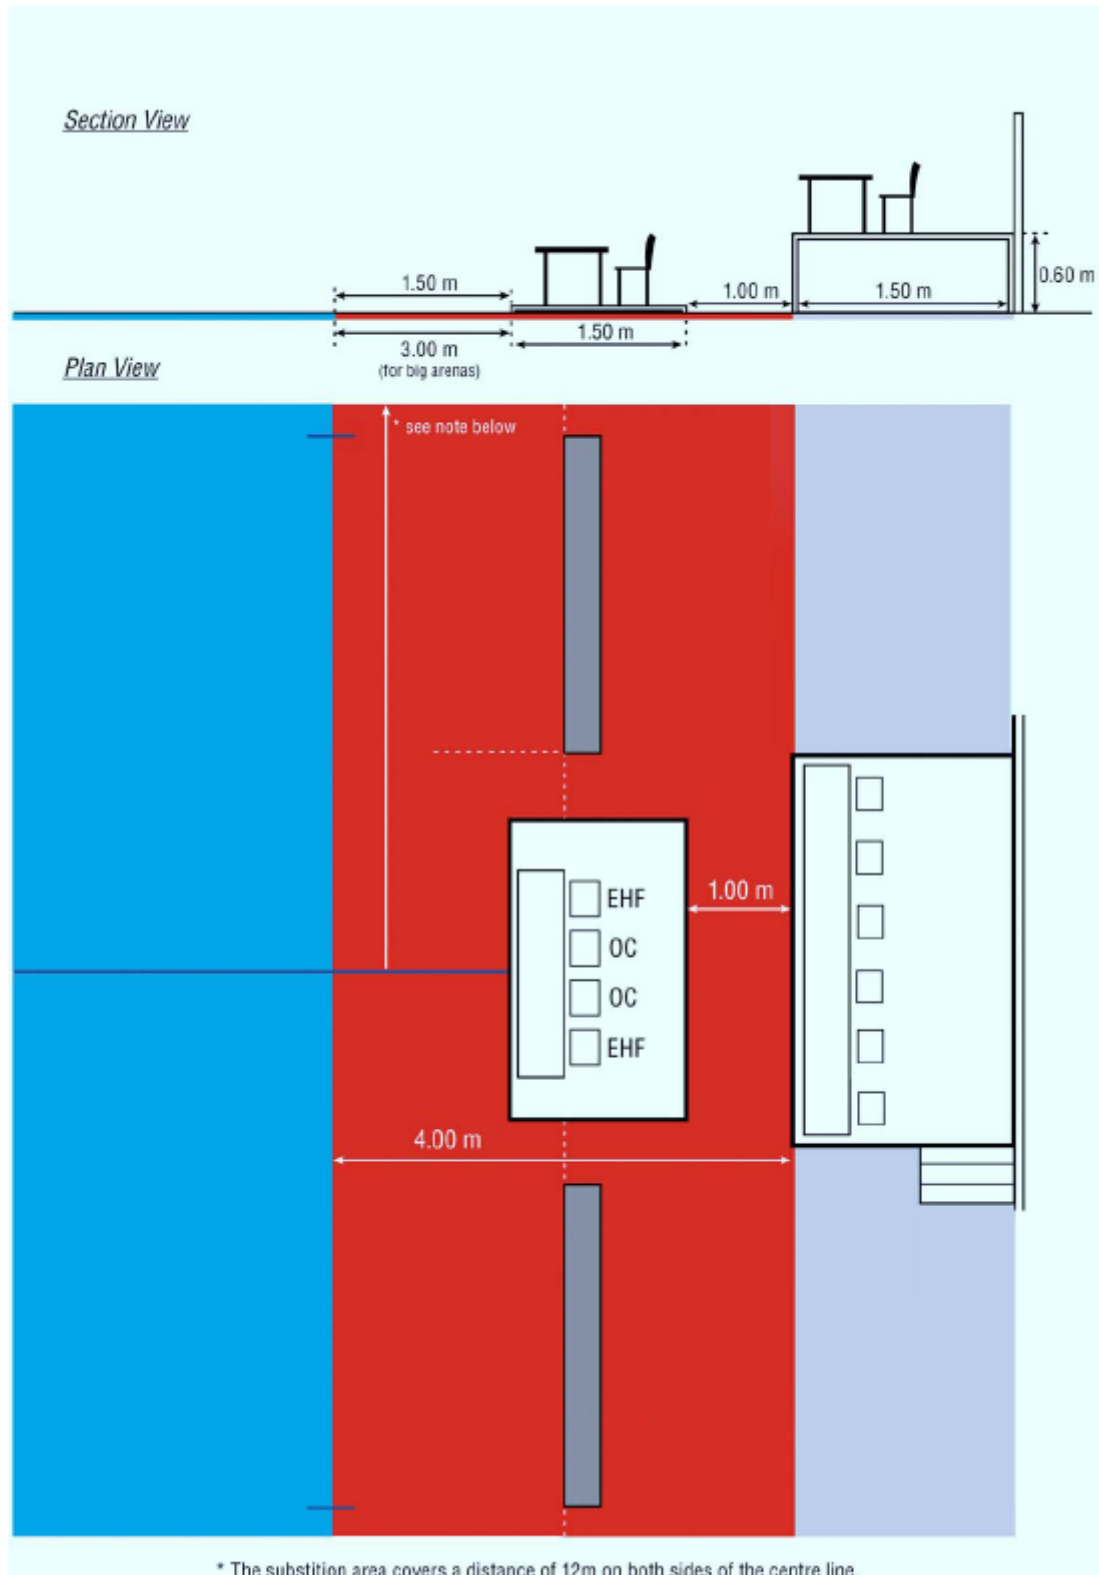 Section View
1.50 m
1.00 m
1.50 m
0.60 m
1.50 m
3.00 m
(for big arenas)
Plan View
* see note below
1.00 m
EHF
OC
OC
EHF
4.00 m
* The substition area covers a distance of 12m on both sides of the centre line.